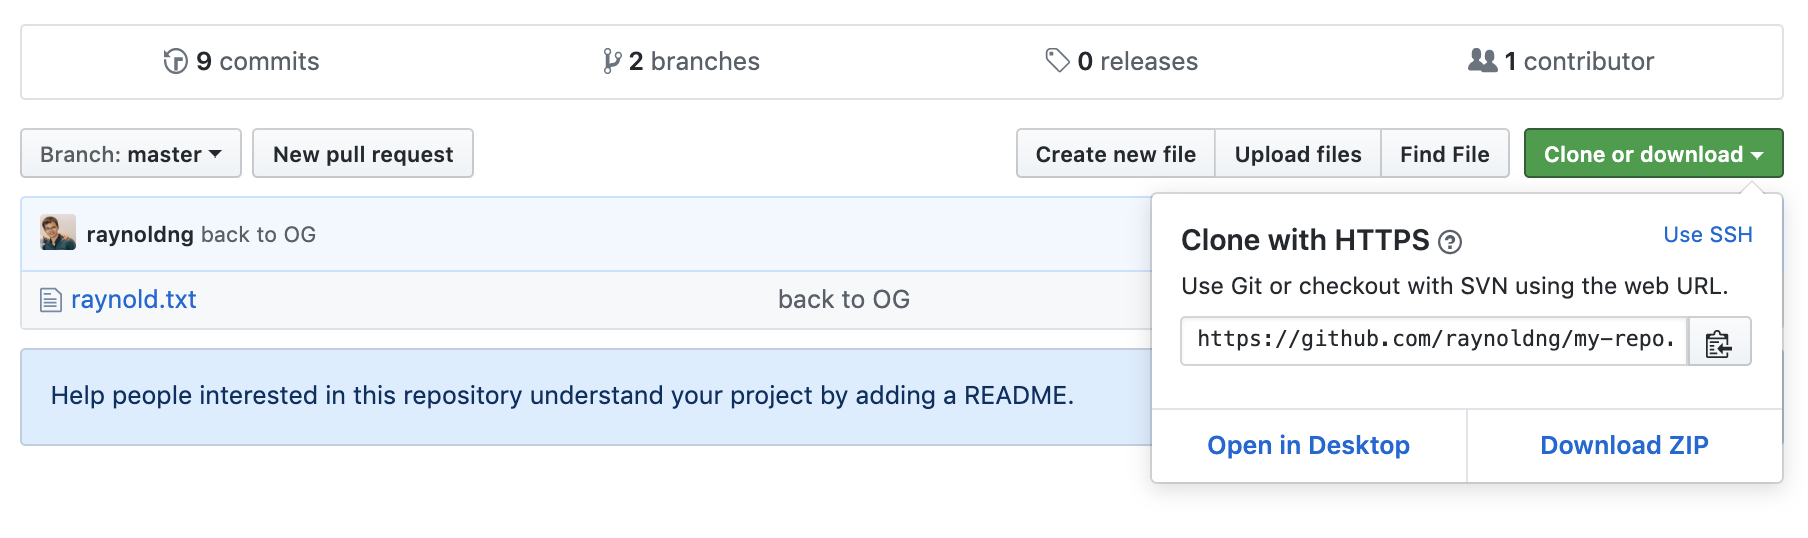 9 commits 2 branches 0 releases 1 contributor
Branch: master New pull request Create new file Upload files Find File Clone or download
raynoldng back to OG
raynold.txt back to OG
Help people interested in this repository understand your project by adding a README.
Clone with HTTPS ? Use SSH
Use Git or checkout with SVN using the web URL.
https://github.com/raynoldng/my-repo.
Open in Desktop Download ZIP